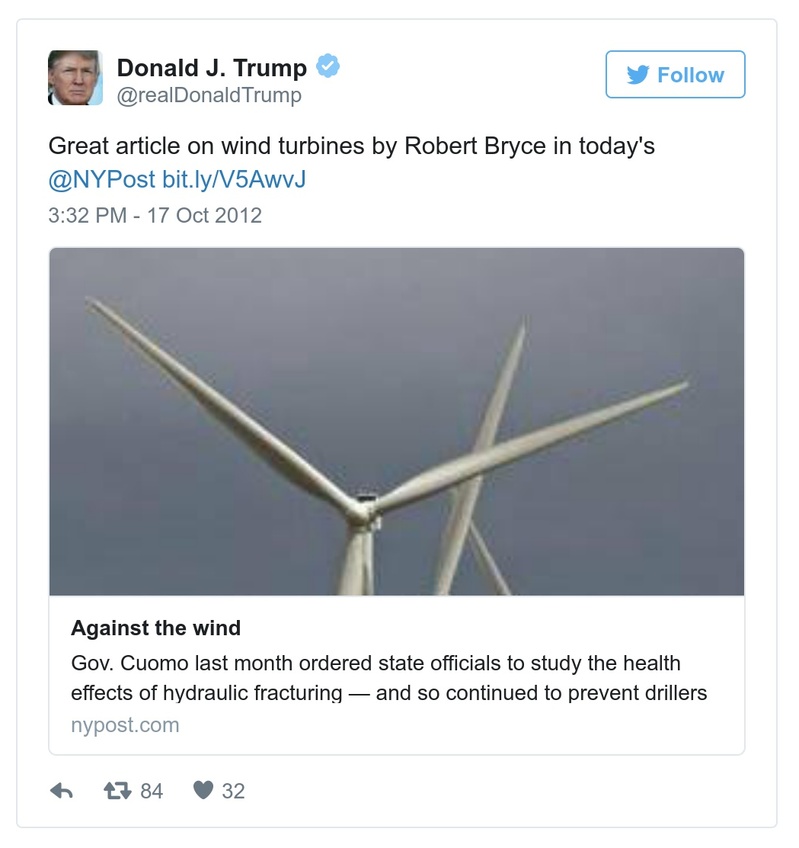 Donald J. Trump
@realDonaldTrump
Follow
Great article on wind turbines by Robert Bryce in today's
@NYPost bit.ly/V5AwvJ
3:32 PM - 17 Oct 2012
Against the wind
Gov. Cuomo last month ordered state officials to study the health
effects of hydraulic fracturing — and so continued to prevent drillers
nypost.com
84 32